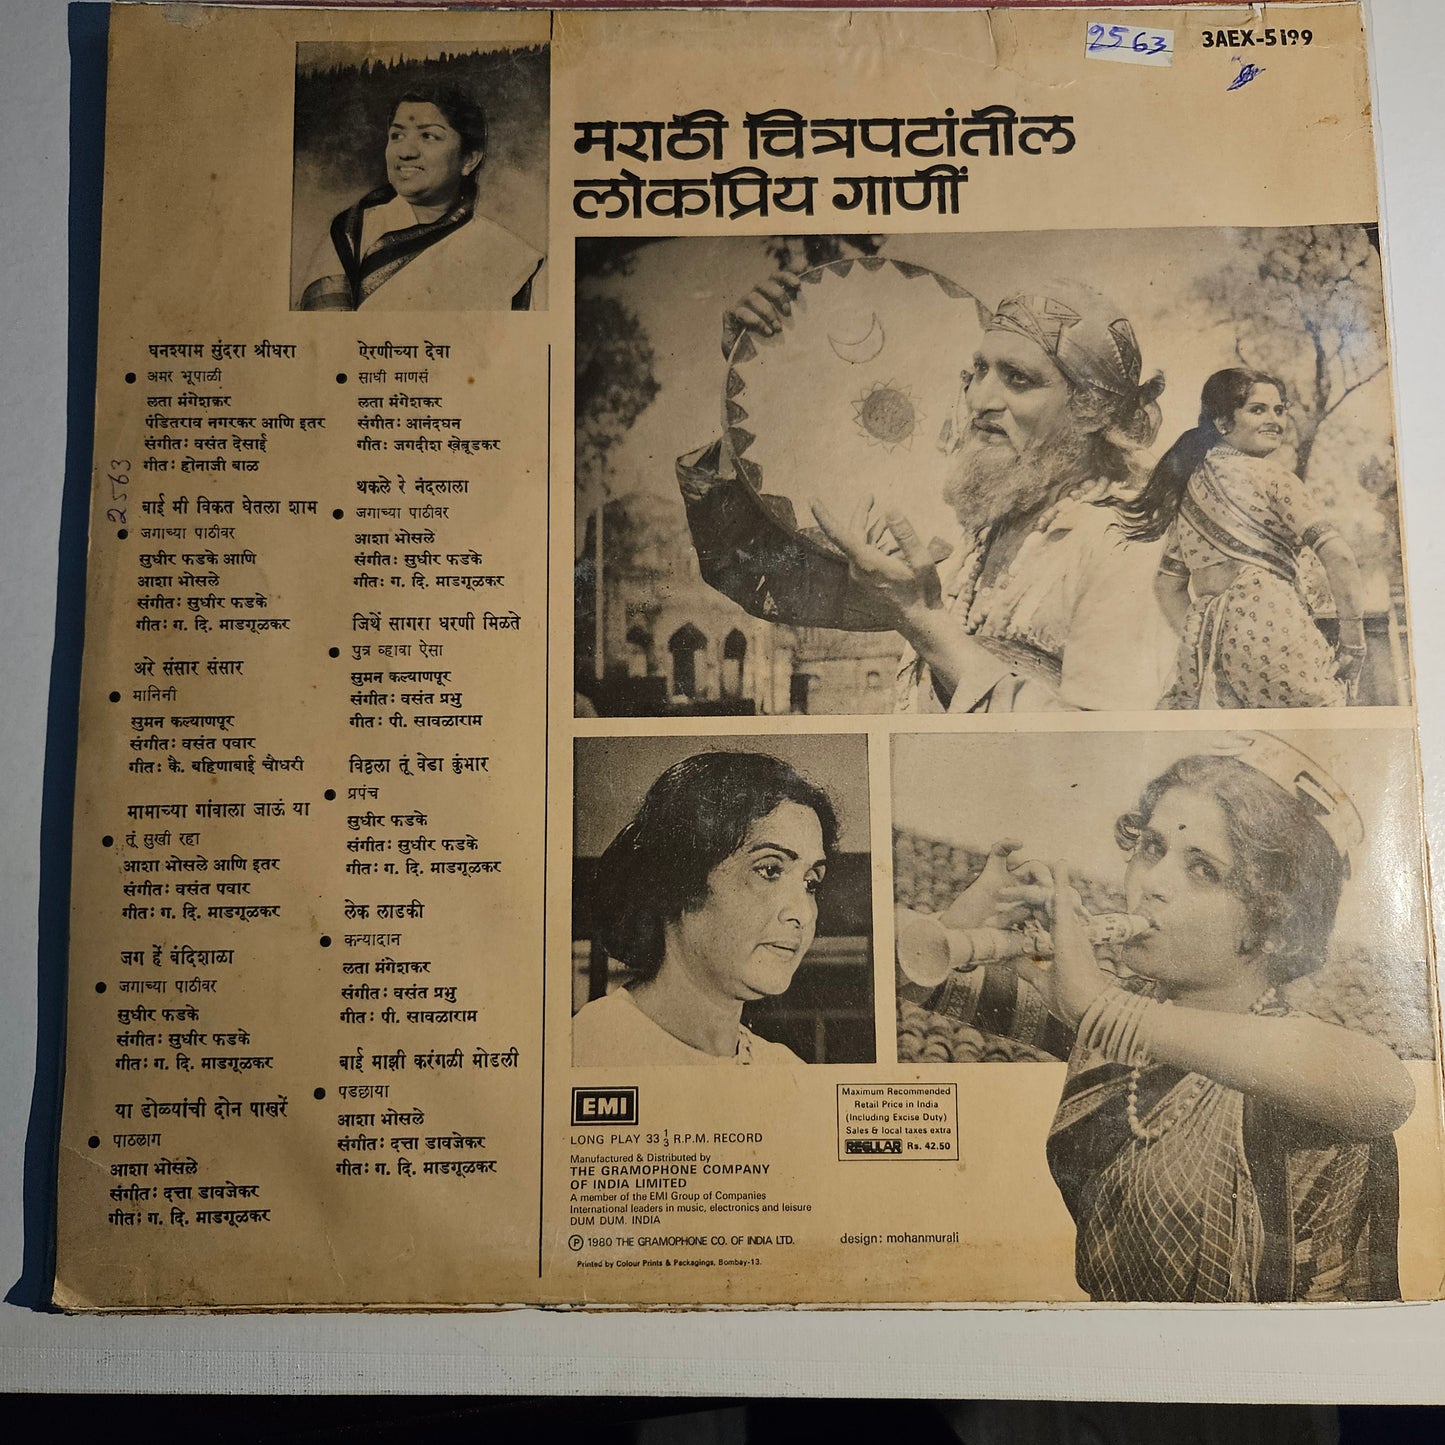 2563
3AEX-5199
मराठी चित्रपटांतील
लोकप्रिय गाणीं
घनश्याम सुंदरा श्रीधरा
● अमर भूपाळी
लता मंगेशकर
पंडितराव नगरकर आणि इतर
संगीतः वसंत देसाई
गीतः होनाजी बाळ
2563
बाई मी विकत घेतला शाम
● जगाच्या पाठीवर
सुधीर फडके आणि
आशा भोसले
संगीतः सुधीर फडके
गीतः ग. दि. माडगूळकर
अरे संसार संसार
● मानिनी
सुमन कल्याणपूर
संगीतः वसंत पवार
गीतः कै. बहिणाबाई चौधरी
मामाच्या गांवाला जाऊं या
● तूं सुखी रहा
आशा भोसले आणि इतर
संगीतः वसंत पवार
गीतः ग. दि. माडगूळकर
जग हें बंदिशाळा
● जगाच्या पाठीवर
सुधीर फडके
संगीतः सुधीर फडके
गीतः ग. दि. माडगूळकर
या डोळ्यांची दोन पाखरें
● पाठलाग
आशा भोसले
संगीतः दत्ता डावजेकर
गीतः ग. दि. माडगूळकर
ऐरणीच्या देवा
● साधी माणसं
लता मंगेशकर
संगीतः आनंदघन
गीतः जगदीश खेबूडकर
थकले रे नंदलाला
● जगाच्या पाठीवर
आशा भोसले
संगीतः सुधीर फडके
गीतः ग. दि. माडगूळकर
जिथें सागरा धरणी मिळते
● पुत्र व्हावा ऐसा
सुमन कल्याणपूर
संगीतः वसंत प्रभु
गीतः पी. सावळाराम
विठ्ठला तूं वेडा कुंभार
● प्रपंच
सुधीर फडके
संगीतः सुधीर फडके
गीतः ग. दि. माडगूळकर
लेक लाडकी
● कन्यादान
लता मंगेशकर
संगीतः वसंत प्रभु
गीतः पी. सावळाराम
बाई माझी करंगळी मोडली
● पडछाया
आशा भोसले
संगीतः दत्ता डावजेकर
गीतः ग. दि. माडगूळकर
EMI
LONG PLAY 33 1/3 R.P.M. RECORD
Manufactured & Distributed by
THE GRAMOPHONE COMPANY
OF INDIA LIMITED
A member of the EMI Group of Companies
International leaders in music, electronics and leisure
DUM DUM. INDIA
Ⓟ 1980 THE GRAMOPHONE CO. OF INDIA LTD.
Printed by Colour Prints & Packagings, Bombay-13.
Maximum Recommended
Retail Price in India
(Including Excise Duty)
Sales & local taxes extra
REGULAR Rs. 42.50
design: mohanmurali